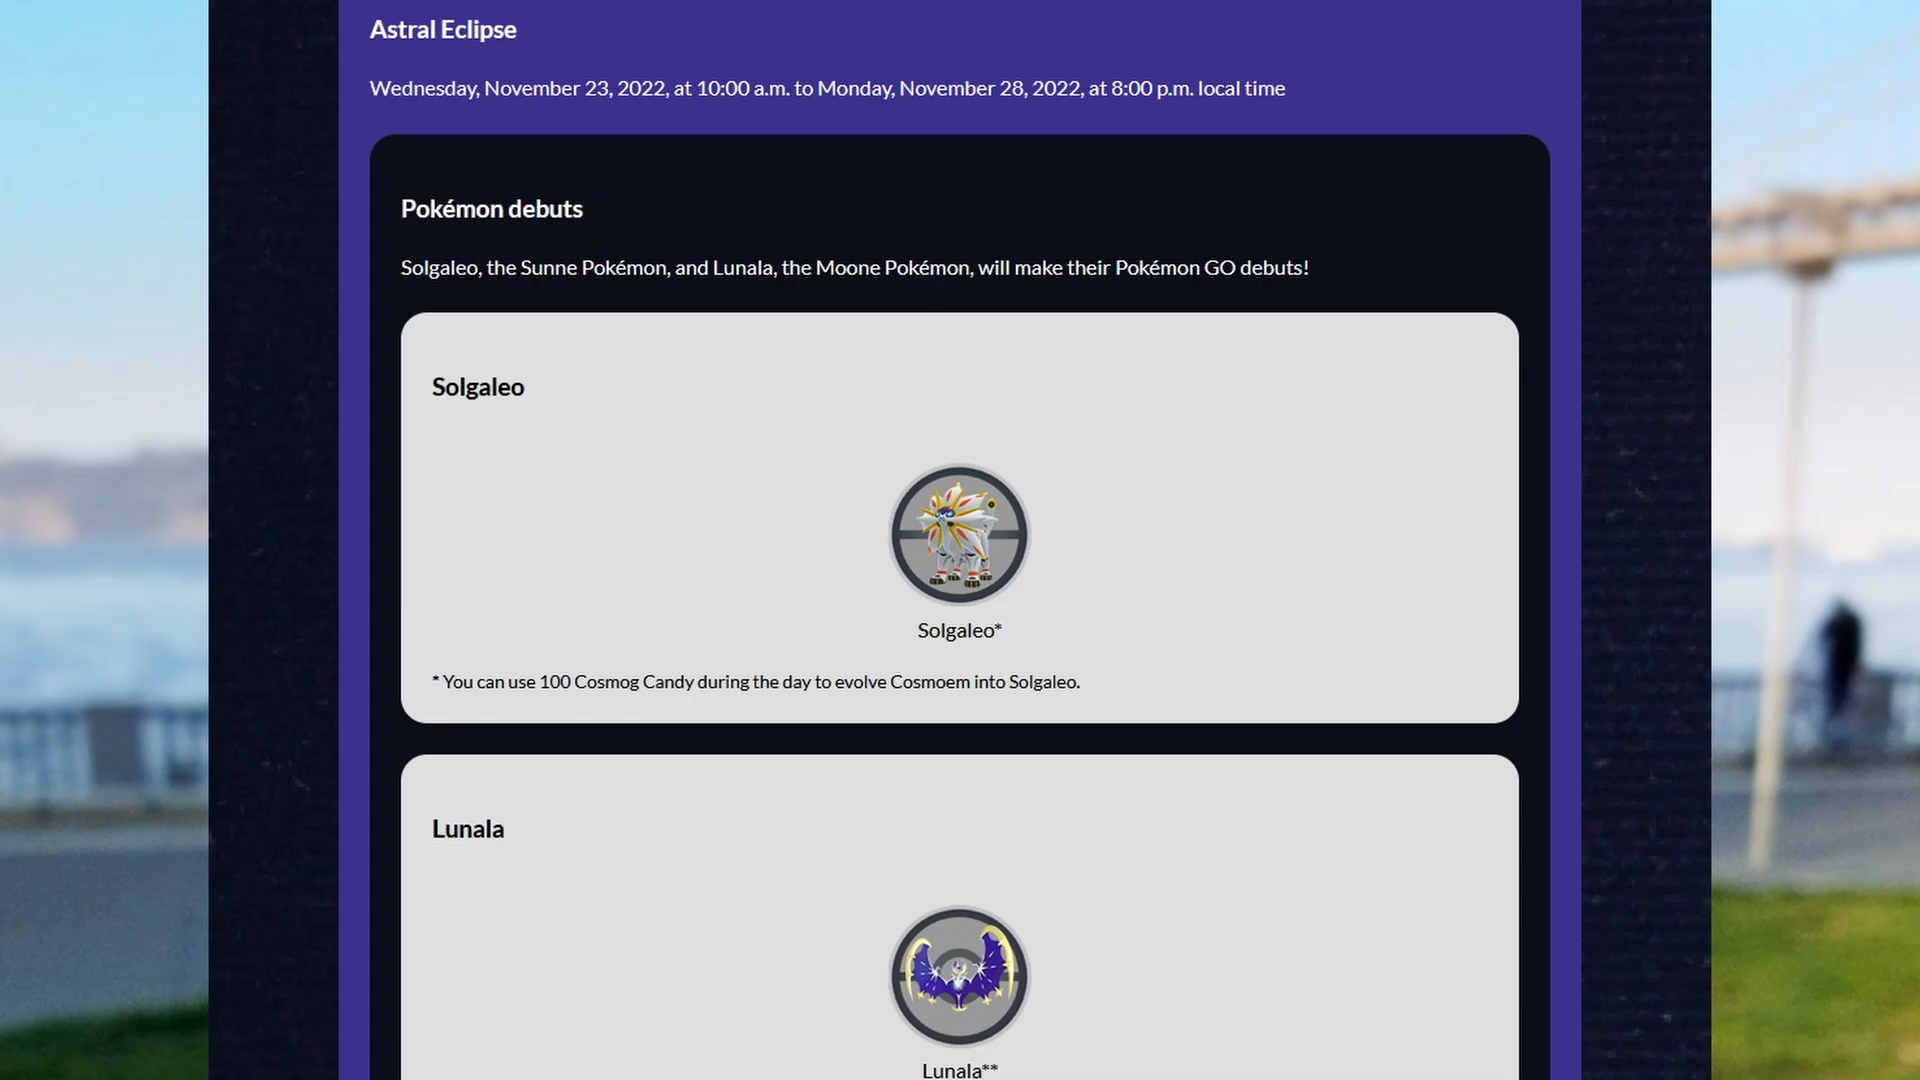 Astral Eclipse
Wednesday, November 23, 2022, at 10:00 a.m. to Monday, November 28, 2022, at 8:00 p.m. local time
Pokémon debuts
Solgaleo, the Sunne Pokémon, and Lunala, the Moone Pokémon, will make their Pokémon GO debuts!
Solgaleo
Solgaleo*
* You can use 100 Cosmog Candy during the day to evolve Cosmoem into Solgaleo.
Lunala
Lunala**